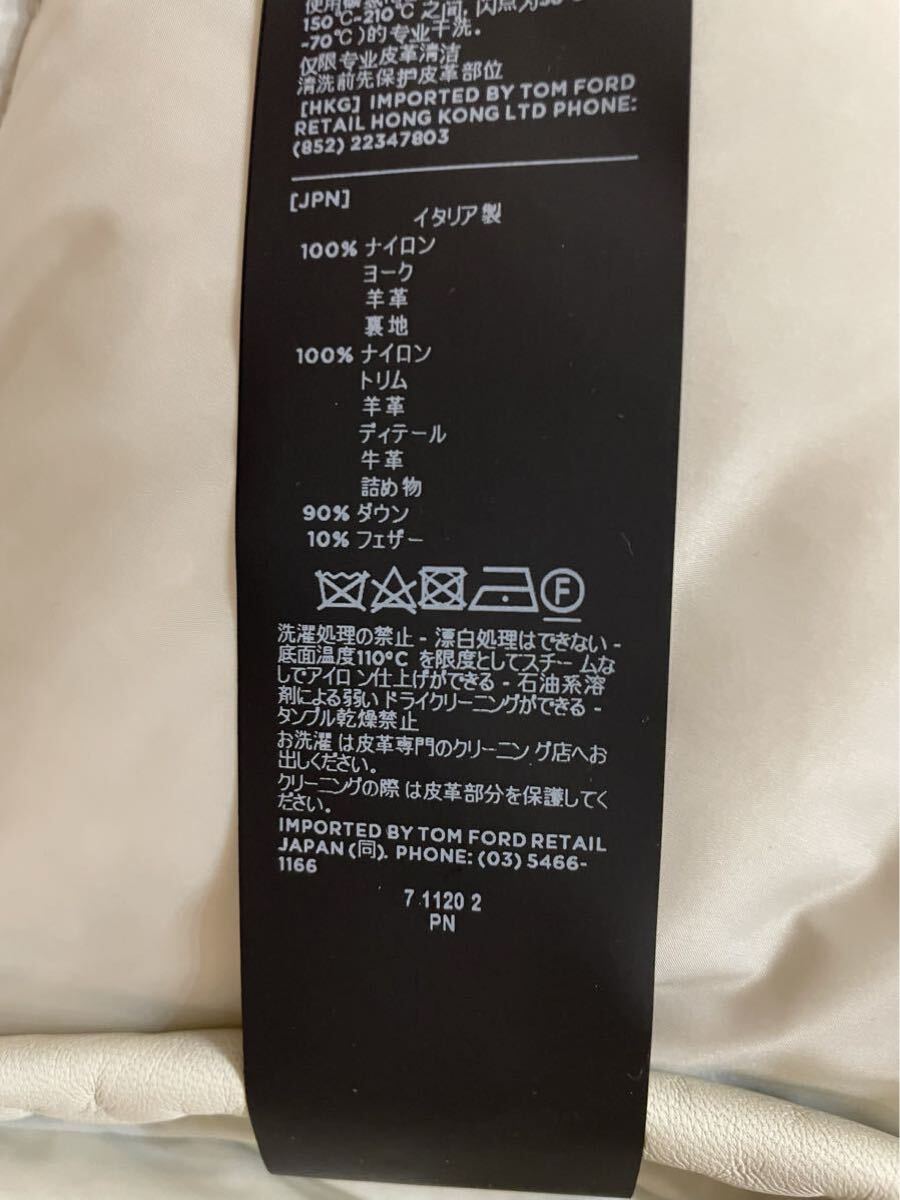 150℃-210℃ 之间, 闪点为
-70℃)的专业干洗.
仅限专业皮革清洁
清洗前先保护皮革部位
[HKG] IMPORTED BY TOM FORD
RETAIL HONG KONG LTD PHONE:
(852) 22347803
[JPN]
イタリア製
100% ナイロン
ヨーク
羊革
裏地
100% ナイロン
トリム
羊革
ディテール
牛革
詰め物
90% ダウン
10% フェザー
F
洗濯処理の禁止 - 漂白処理はできない -
底面温度110℃ を限度としてスチームな
しでアイロン仕上げができる - 石油系溶
剤による弱い ドライクリーニングができる -
タンブル乾燥禁止
お洗濯 は皮革専門のクリーニング店へお
出しください。
クリーニングの際 は皮革部分を保護してく
ださい。
IMPORTED BY TOM FORD RETAIL
JAPAN (同). PHONE: (03) 5466-
1166
7 1120 2
PN